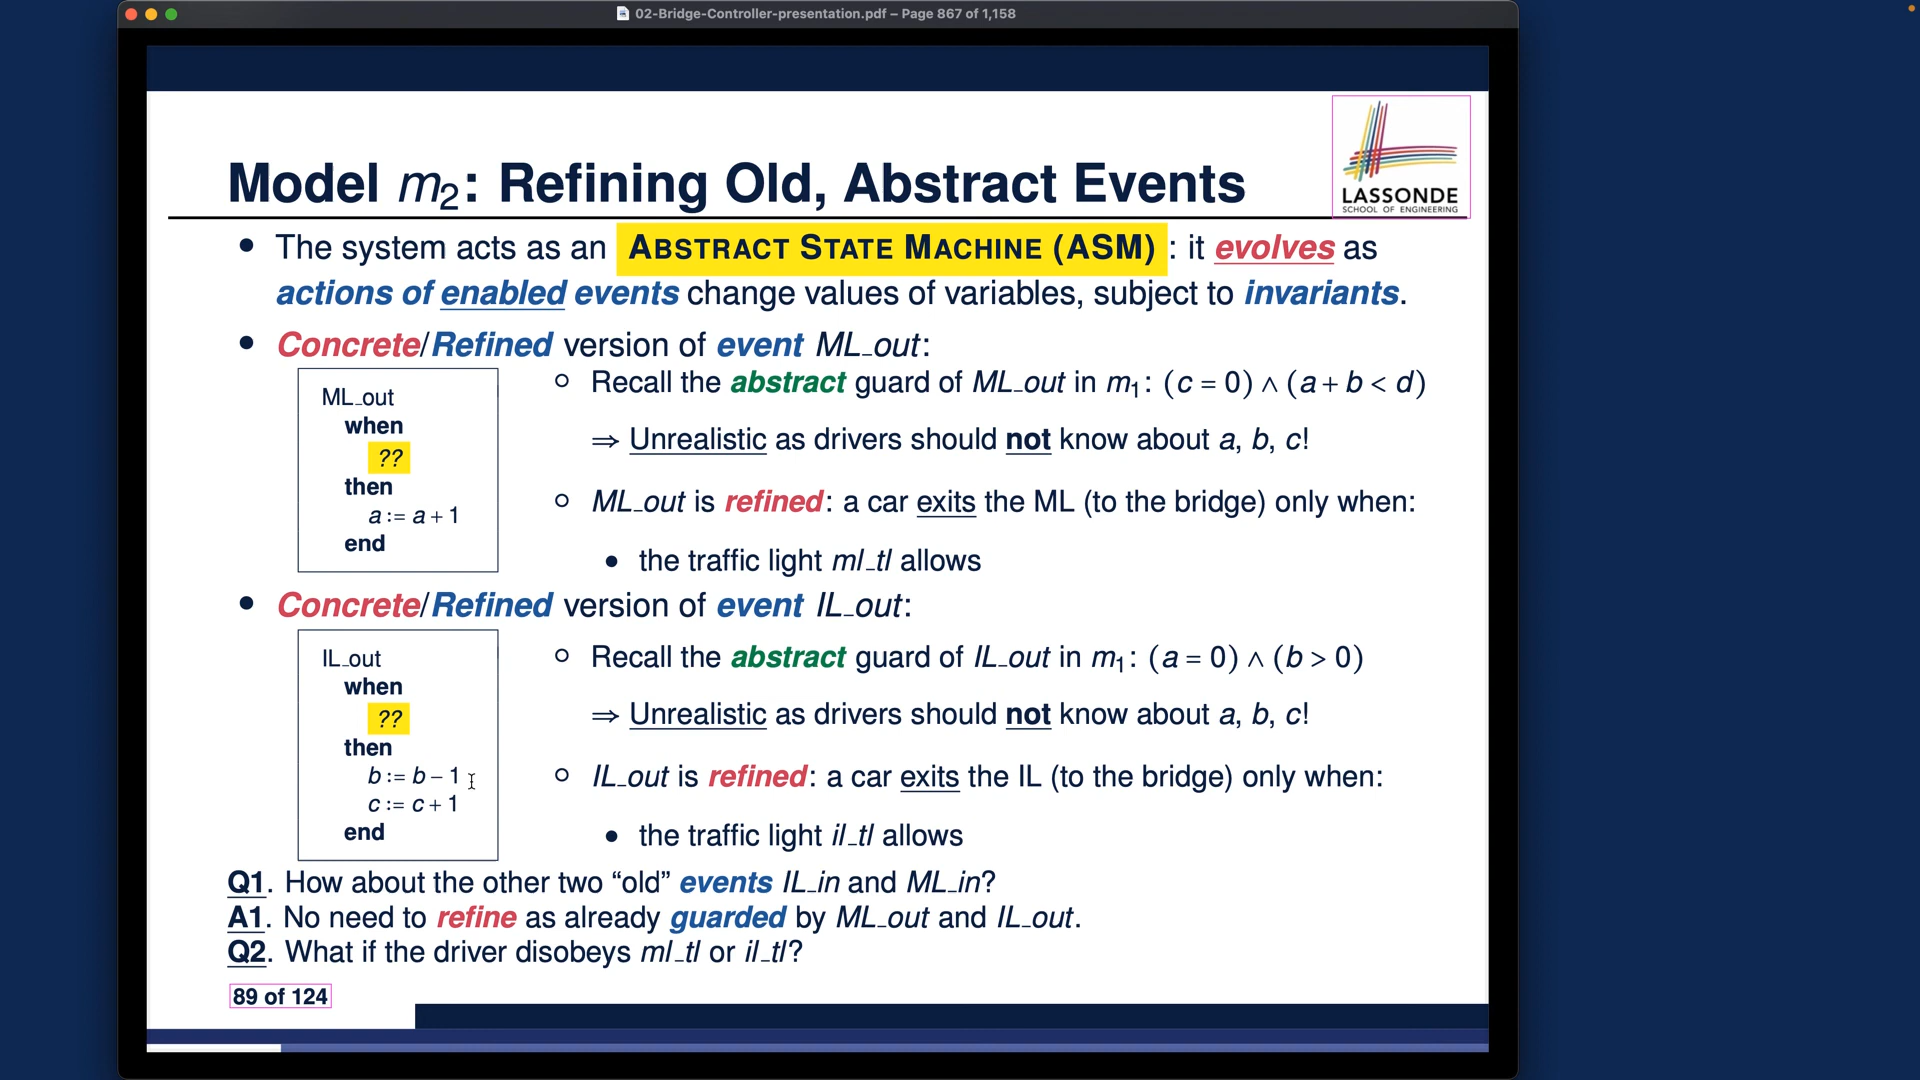 02-Bridge-Controller-presentation.pdf – Page 867 of 1,158
LASSONDE
SCHOOL OF ENGINEERING
Model m₂: Refining Old, Abstract Events
• The system acts as an ABSTRACT STATE MACHINE (ASM) : it evolves as
actions of enabled events change values of variables, subject to invariants.
• Concrete/Refined version of event ML_out:
ML_out
when
??
then
a := a + 1
end
○ Recall the abstract guard of ML_out in m₁: (c = 0) ∧ (a + b < d)
⇒ Unrealistic as drivers should not know about a, b, c!
○ ML_out is refined: a car exits the ML (to the bridge) only when:
• the traffic light ml_tl allows
• Concrete/Refined version of event IL_out:
IL_out
when
??
then
b := b − 1
c := c + 1
end
○ Recall the abstract guard of IL_out in m₁: (a = 0) ∧ (b > 0)
⇒ Unrealistic as drivers should not know about a, b, c!
○ IL_out is refined: a car exits the IL (to the bridge) only when:
• the traffic light il_tl allows
Q1. How about the other two “old” events IL_in and ML_in?
A1. No need to refine as already guarded by ML_out and IL_out.
Q2. What if the driver disobeys ml_tl or il_tl?
89 of 124